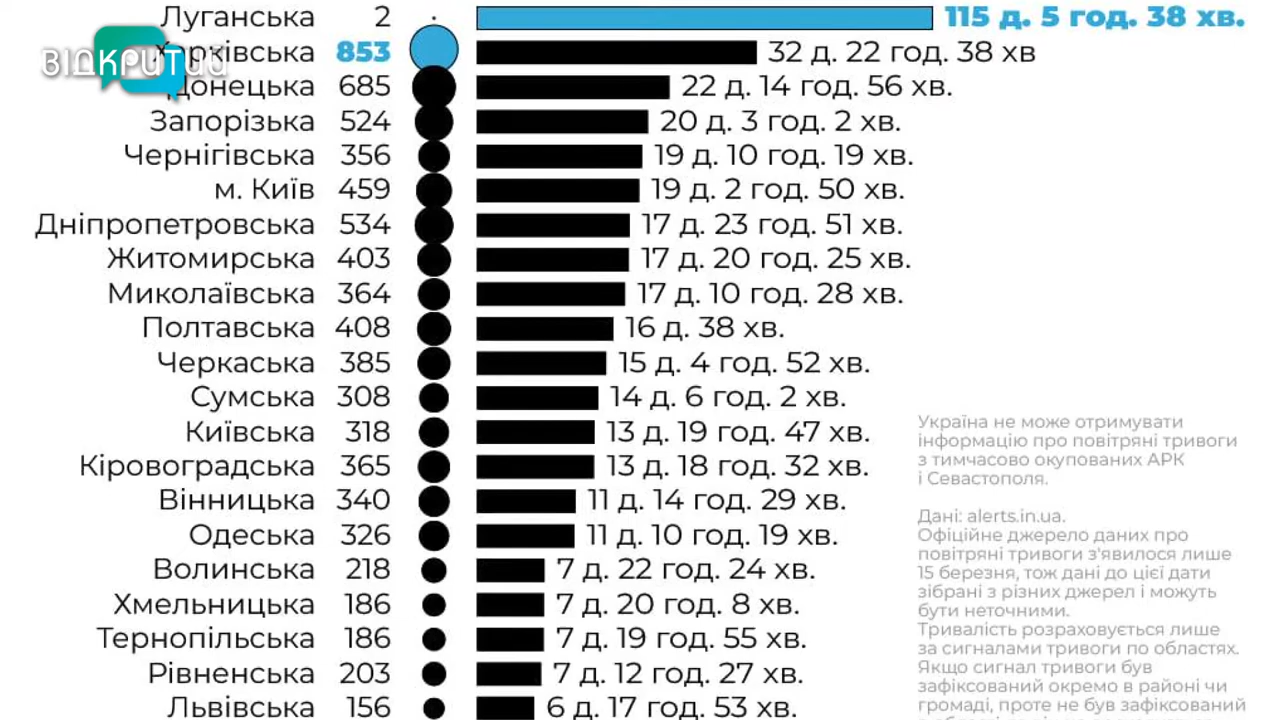 Луганська 2 115 д. 5 год. 38 хв.
ВІДКРИТИЙ
Харківська 853 32 д. 22 год. 38 хв
Донецька 685 22 д. 14 год. 56 хв.
Запорізька 524 20 д. 3 год. 2 хв.
Чернігівська 356 19 д. 10 год. 19 хв.
м. Київ 459 19 д. 2 год. 50 хв.
Дніпропетровська 534 17 д. 23 год. 51 хв.
Житомирська 403 17 д. 20 год. 25 хв.
Миколаївська 364 17 д. 10 год. 28 хв.
Полтавська 408 16 д. 38 хв.
Черкаська 385 15 д. 4 год. 52 хв.
Сумська 308 14 д. 6 год. 2 хв.
Київська 318 13 д. 19 год. 47 хв.
Кіровоградська 365 13 д. 18 год. 32 хв.
Вінницька 340 11 д. 14 год. 29 хв.
Одеська 326 11 д. 10 год. 19 хв.
Волинська 218 7 д. 22 год. 24 хв.
Хмельницька 186 7 д. 20 год. 8 хв.
Тернопільська 186 7 д. 19 год. 55 хв.
Рівненська 203 7 д. 12 год. 27 хв.
Львівська 156 6 д. 17 год. 53 хв.
Україна не може отримувати
інформацію про повітряні тривоги
з тимчасово окупованих АРК
і Севастополя.
Дані: alerts.in.ua.
Офіційне джерело даних про
повітряні тривоги з'явилося лише
15 березня, тож дані до цієї дати
зібрані з різних джерел і можуть
бути неточними.
Тривалість розраховується лише
за сигналами тривоги по областях.
Якщо сигнал тривоги був
зафіксований окремо в районі чи
громаді, проте не був зафіксований